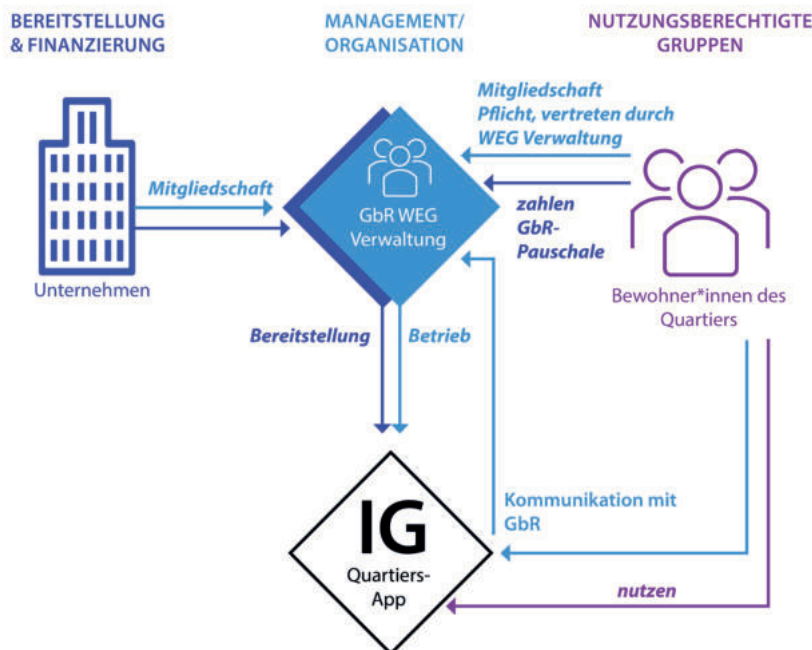 BEREITSTELLUNG
& FINANZIERUNG
MANAGEMENT/
ORGANISATION
NUTZUNGSBERECHTIGTE
GRUPPEN
Mitgliedschaft
Pflicht, vertreten durch
WEG Verwaltung
Mitgliedschaft
GbR WEG
Verwaltung
zahlen
GbR-
Pauschale
Unternehmen
Bewohner*innen des
Quartiers
Bereitstellung
Betrieb
Kommunikation mit
GbR
IG
Quartiers-
App
nutzen